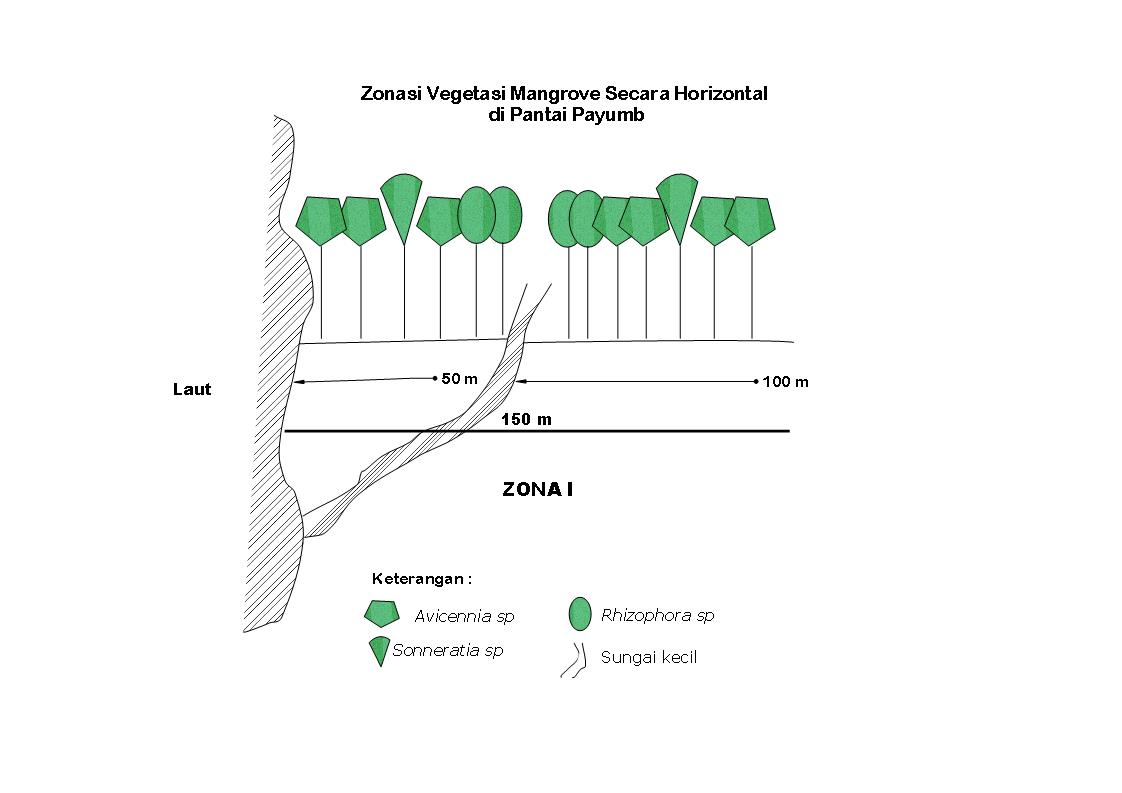 Zonasi Vegetasi Mangrove Secara Horizontal
di Pantai Payumb
50 m
100 m
Laut
150 m
ZONA I
Keterangan :
Avicennia sp
Rhizophora sp
Sonneratia sp
Sungai kecil